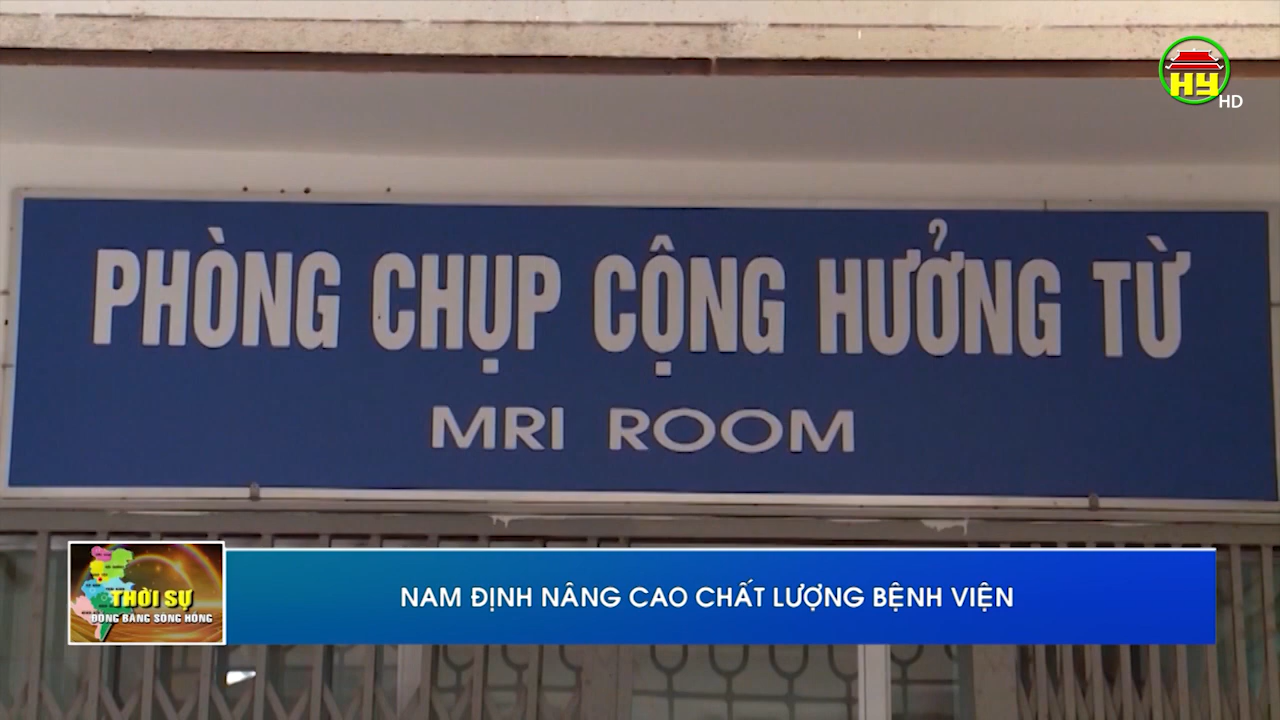 HY
HD
PHÒNG CHỤP CỘNG HƯỞNG TỪ
MRI ROOM
THỜI SỰ
ĐỒNG BẰNG SÔNG HỒNG
NAM ĐỊNH NÂNG CAO CHẤT LƯỢNG BỆNH VIỆN